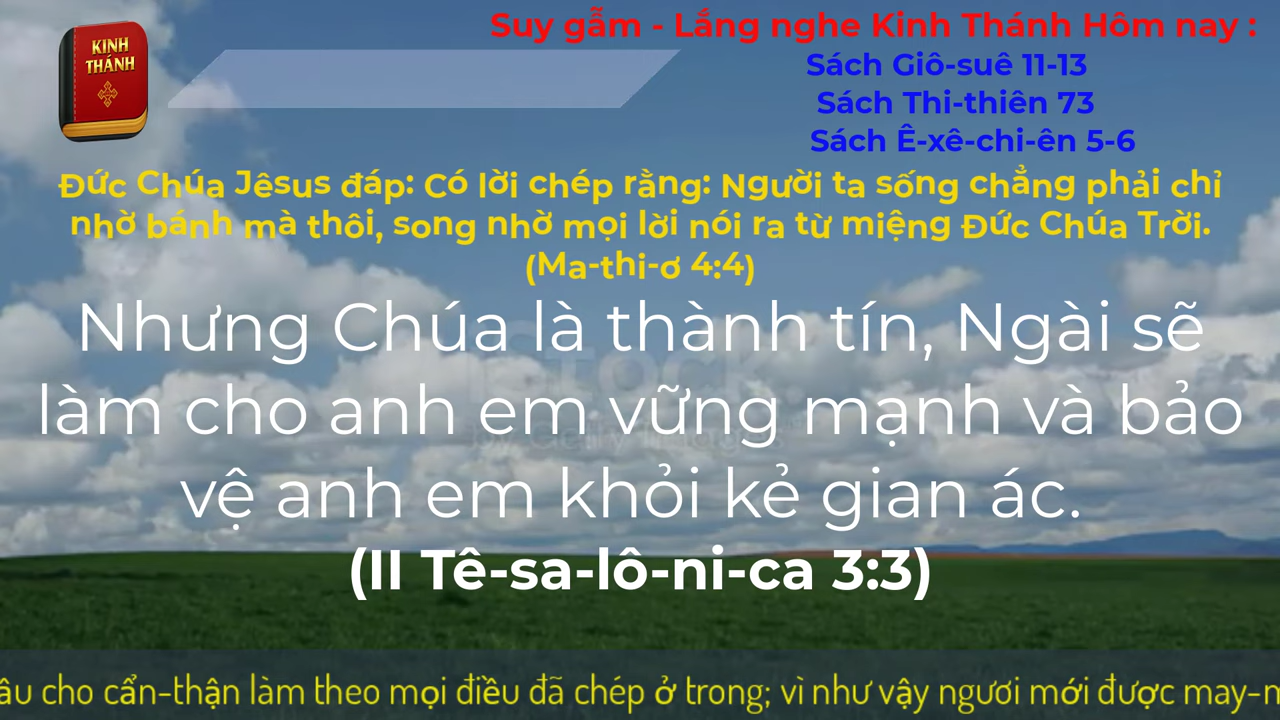 Suy gẫm - Lắng nghe Kinh Thánh Hôm nay :
KINH
THÁNH
Sách Giô-suê 11-13
Sách Thi-thiên 73
Sách Ê-xê-chi-ên 5-6
Đức Chúa Jêsus đáp: Có lời chép rằng: Người ta sống chẳng phải chỉ
nhờ bánh mà thôi, song nhờ mọi lời nói ra từ miệng Đức Chúa Trời.
(Ma-thi-ơ 4:4)
Nhưng Chúa là thành tín, Ngài sẽ
làm cho anh em vững mạnh và bảo
vệ anh em khỏi kẻ gian ác.
(II Tê-sa-lô-ni-ca 3:3)
iStock
by Getty Images
cho cẩn-thận làm theo mọi điều đã chép ở trong; vì như vậy ngươi mới được may-